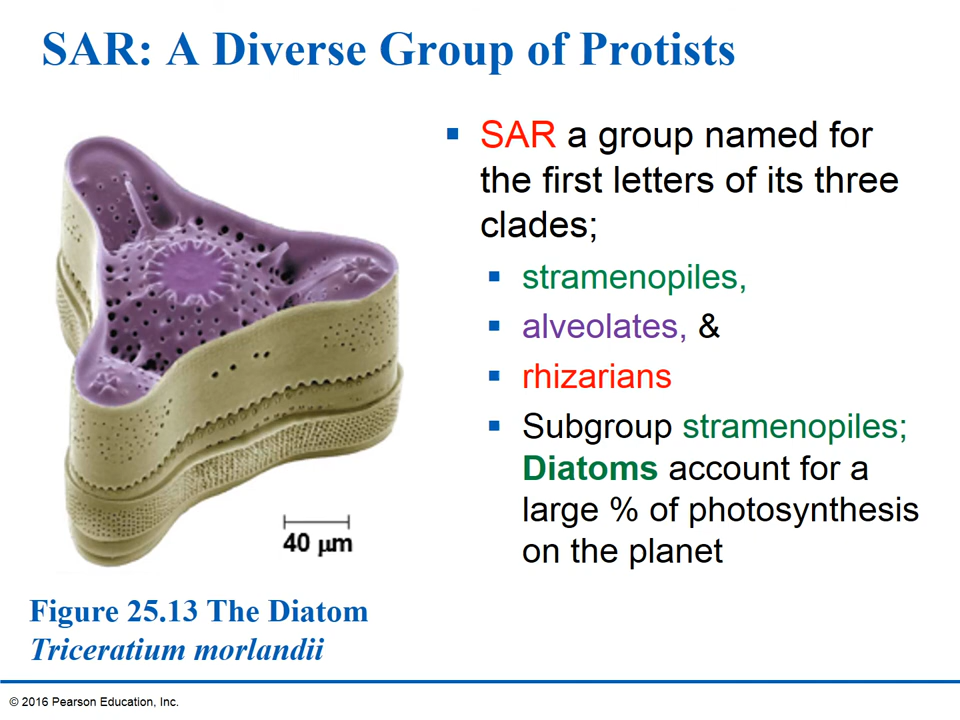 SAR: A Diverse Group of Protists
SAR a group named for
the first letters of its three
clades;
stramenopiles,
alveolates, &
rhizarians
Subgroup stramenopiles;
Diatoms account for a
large % of photosynthesis
on the planet
40 μm
Figure 25.13 The Diatom
Triceratium morlandii
© 2016 Pearson Education, Inc.